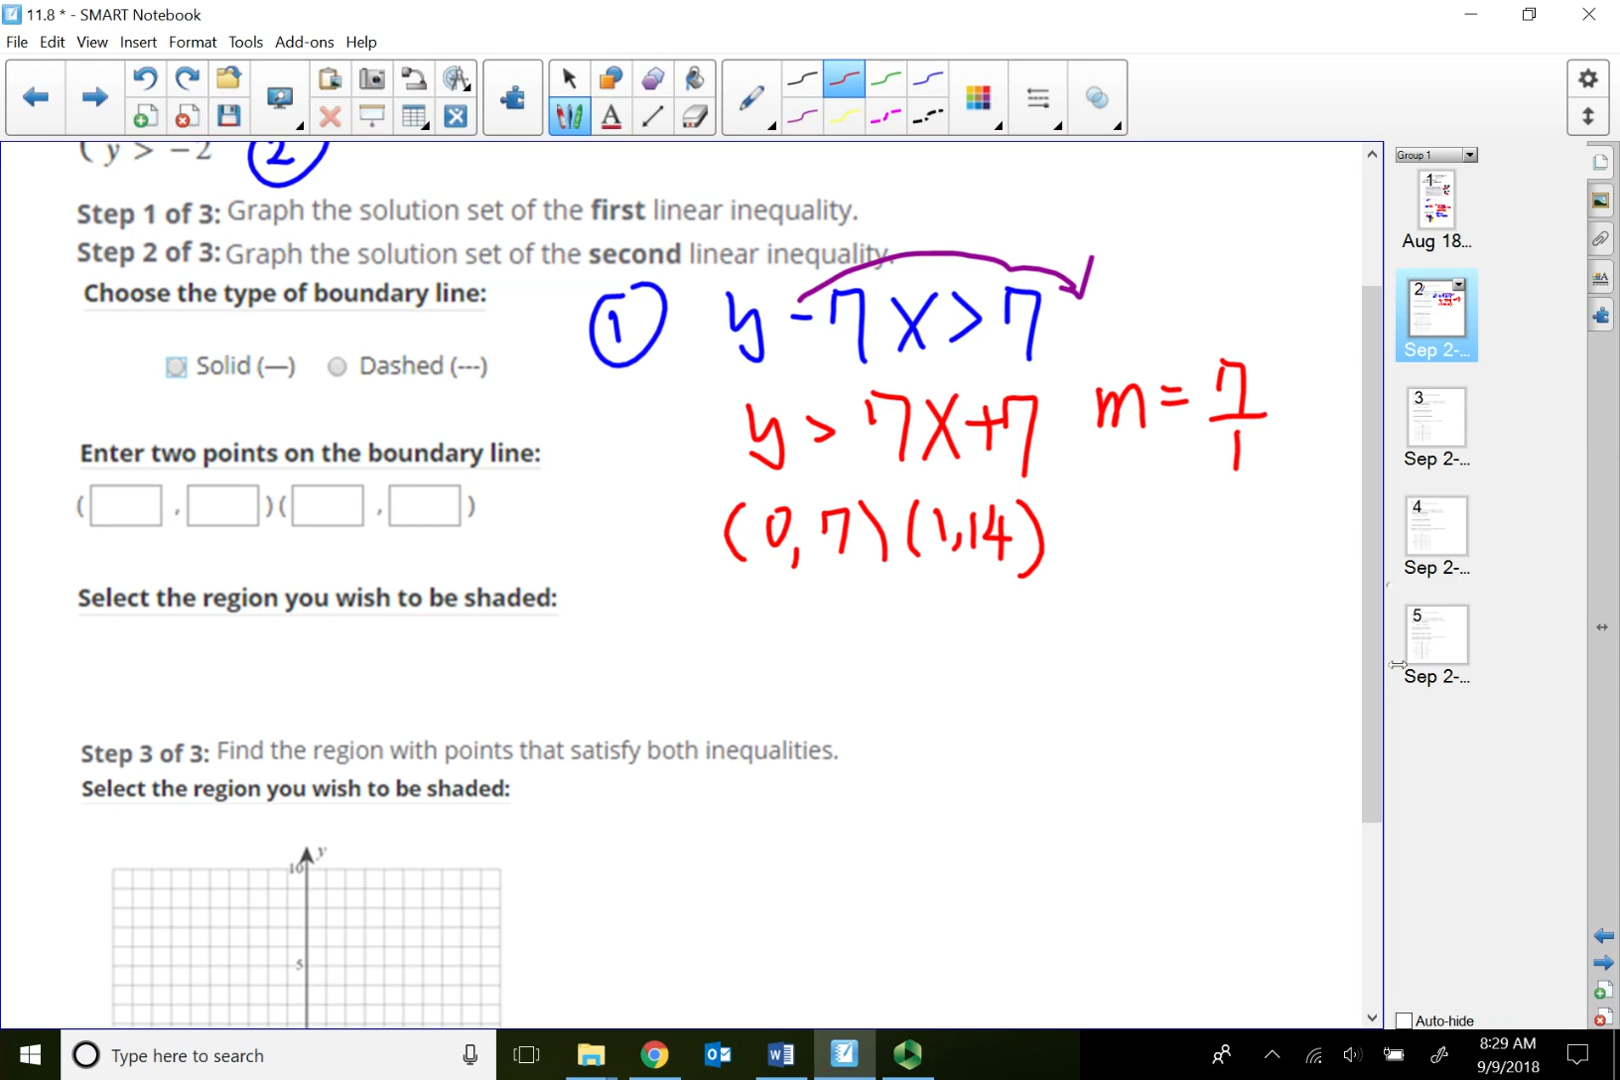 11.8 * - SMART Notebook
File Edit View Insert Format Tools Add-ons Help
( y > −2 ②
Step 1 of 3: Graph the solution set of the first linear inequality.
Step 2 of 3: Graph the solution set of the second linear inequality.
Choose the type of boundary line:
① y - 7x > 7
Solid (—) Dashed (---)
y > 7x+7 m = 7/1
Enter two points on the boundary line:
( , ) ( , )
(0, 7) (1, 14)
Select the region you wish to be shaded:
Step 3 of 3: Find the region with points that satisfy both inequalities.
Select the region you wish to be shaded:
y
10
5
Group 1
1
Aug 18...
2
Sep 2-...
3
Sep 2-...
4
Sep 2-...
5
Sep 2-...
Auto-hide
Type here to search
8:29 AM
9/9/2018